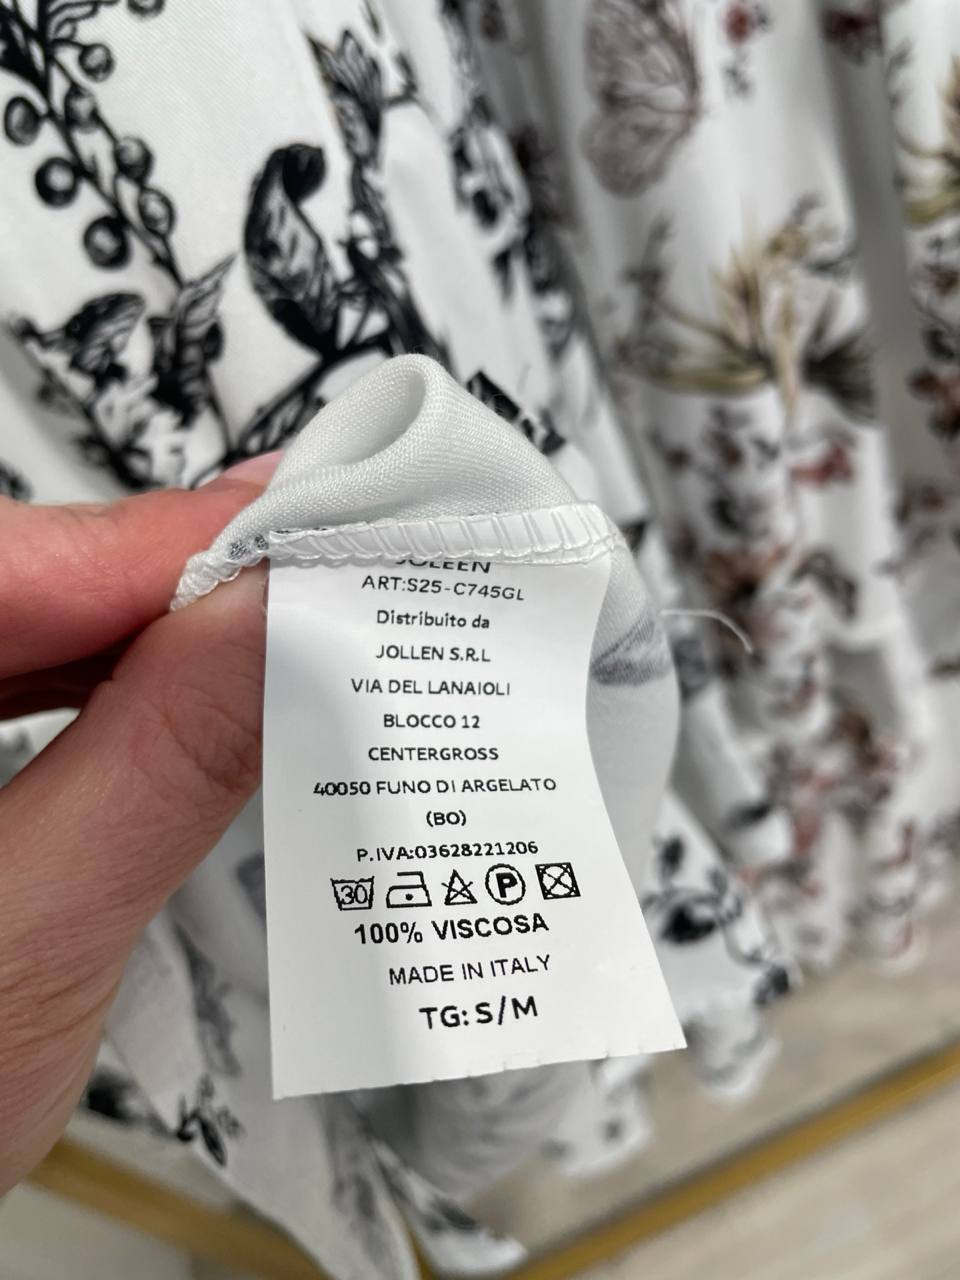 JOLEEN
ART:S25-C745GL
Distribuito da
JOLLEN S.R.L
VIA DEL LANAIOLI
BLOCCO 12
CENTERGROSS
40050 FUNO DI ARGELATO
(BO)
P.IVA:03628221206
30 P
100% VISCOSA
MADE IN ITALY
TG: S/M